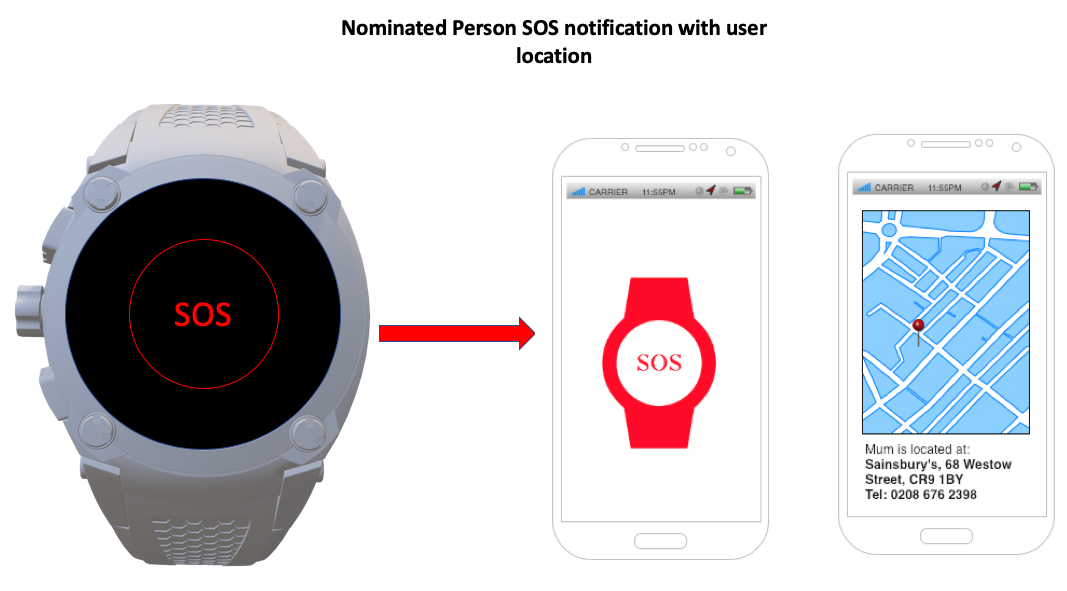 Nominated Person SOS notification with user
location
SOS
CARRIER 11:55PM
SOS
CARRIER 11:55PM
Mum is located at:
Sainsbury's, 68 Westow
Street, CR9 1BY
Tel: 0208 676 2398